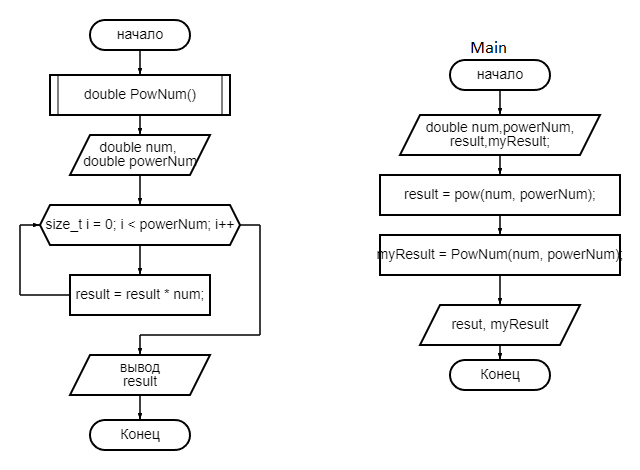 начало
double PowNum()
double num,
double powerNum
size_t i = 0; i < powerNum; i++
result = result * num;
вывод
result
Конец
Main
начало
double num,powerNum,
result,myResult;
result = pow(num, powerNum);
myResult = PowNum(num, powerNum);
resut, myResult
Конец